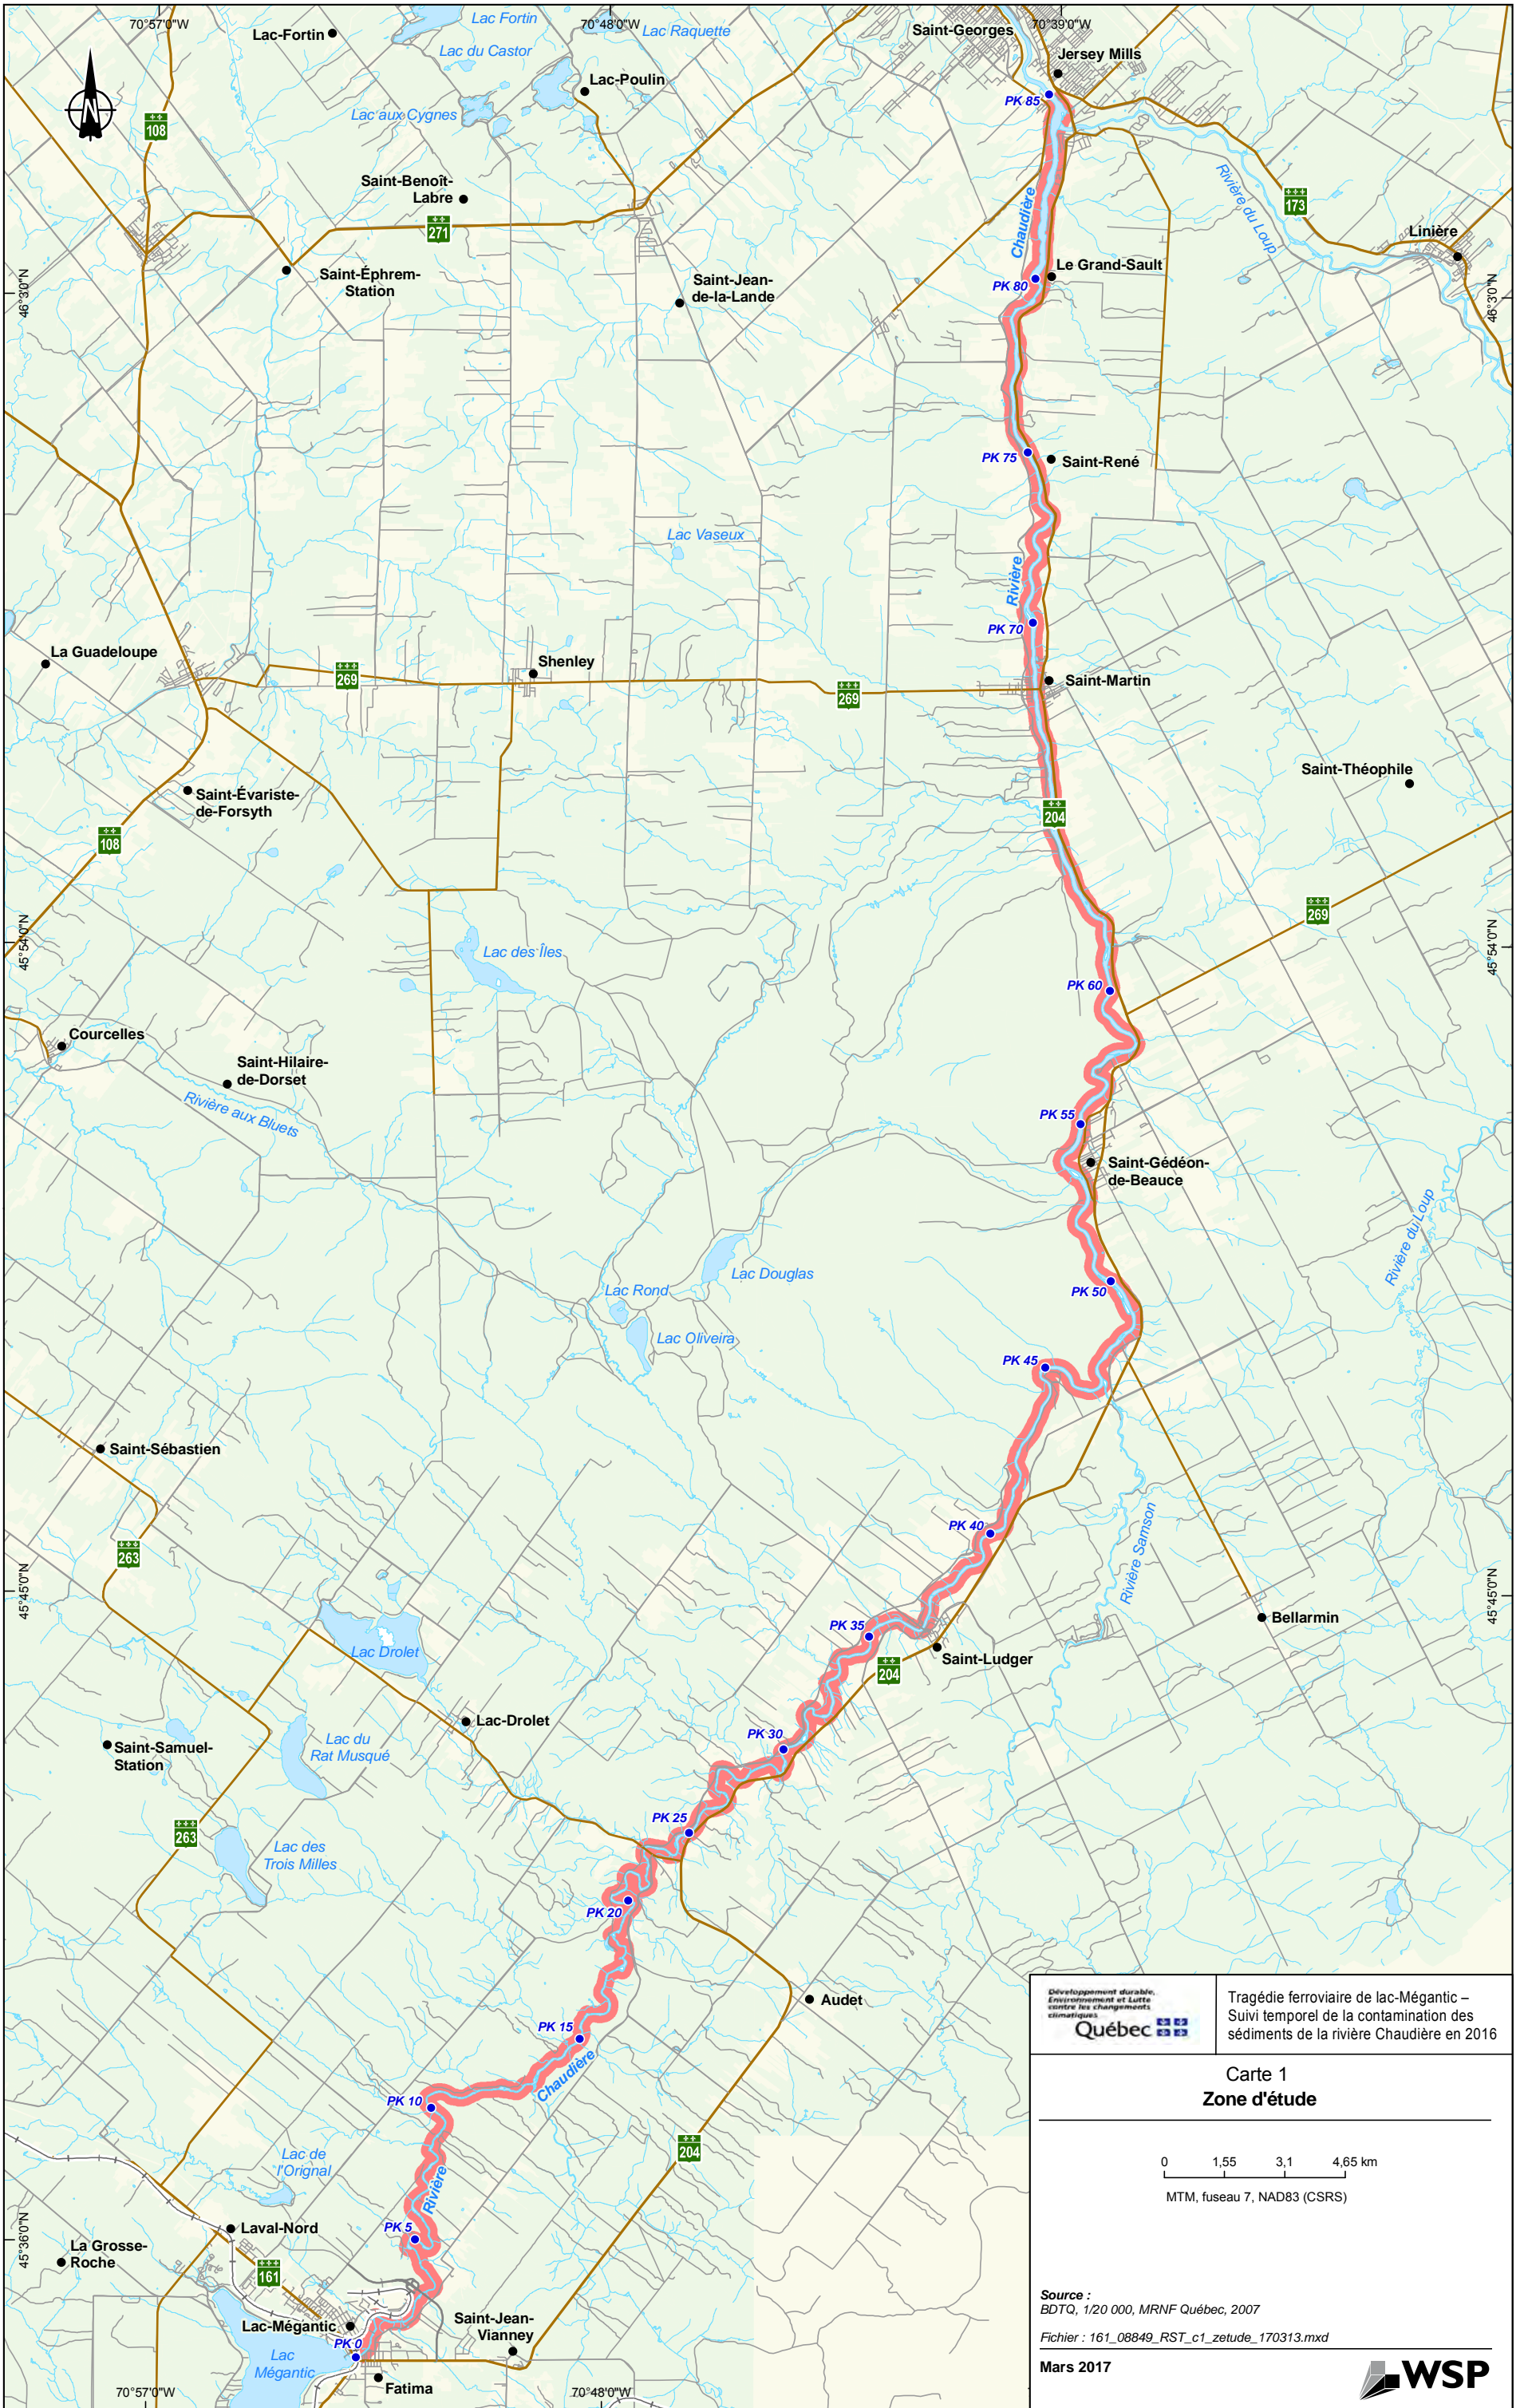 70°57'0"W
70°48'0"W
70°39'0"W
Lac-Fortin
Lac Fortin
Lac du Castor
Lac Raquette
Saint-Georges
Jersey Mills
Lac-Poulin
PK 85
Lac aux Cygnes
108
Saint-Benoît-
Labre
271
Rivière du Loup
173
Chaudière
Linière
Saint-Éphrem-
Station
Saint-Jean-
de-la-Lande
Le Grand-Sault
PK 80
46°3'0"N
46°3'0"N
PK 75
Saint-René
Lac Vaseux
Rivière
PK 70
La Guadeloupe
269
Shenley
269
Saint-Martin
Saint-Théophile
Saint-Évariste-
de-Forsyth
108
204
269
45°54'0"N
45°54'0"N
Lac des Îles
PK 60
Courcelles
Saint-Hilaire-
de-Dorset
Rivière aux Bluets
PK 55
Saint-Gédéon-
de-Beauce
Rivière du Loup
Lac Douglas
Lac Rond
PK 50
Lac Oliveira
PK 45
Saint-Sébastien
PK 40
Rivière Samson
263
45°45'0"N
45°45'0"N
Bellarmin
PK 35
Lac Drolet
Saint-Ludger
204
Lac-Drolet
PK 30
Lac du
Rat Musqué
Saint-Samuel-
Station
PK 25
263
Lac des
Trois Milles
PK 20
Audet
PK 15
Chaudière
PK 10
204
Lac de
l'Orignal
Rivière
PK 5
Laval-Nord
45°36'0"N
La Grosse-
Roche
161
Saint-Jean-
Vianney
Lac-Mégantic
PK 0
Lac
Mégantic
Fatima
70°57'0"W
70°48'0"W
Développement durable,
Environnement et Lutte
contre les changements
climatiques
Québec
Tragédie ferroviaire de lac-Mégantic –
Suivi temporel de la contamination des
sédiments de la rivière Chaudière en 2016
Carte 1
Zone d'étude
0 1,55 3,1 4,65 km
MTM, fuseau 7, NAD83 (CSRS)
Source :
BDTQ, 1/20 000, MRNF Québec, 2007
Fichier : 161_08849_RST_c1_zetude_170313.mxd
Mars 2017
WSP
N